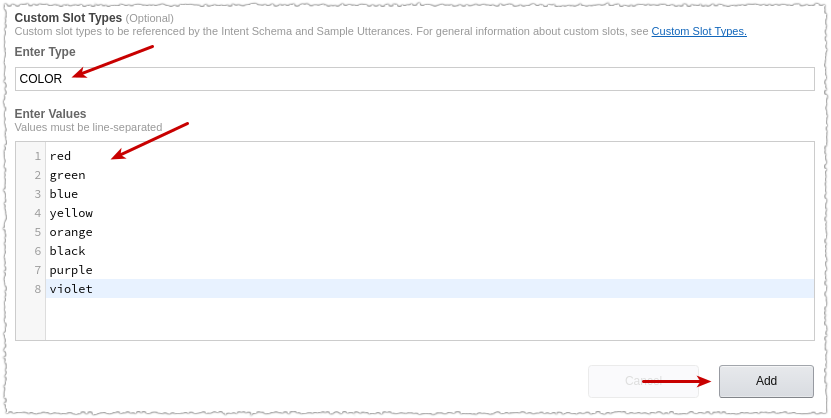 Custom Slot Types (Optional)
Custom slot types to be referenced by the Intent Schema and Sample Utterances. For general information about custom slots, see Custom Slot Types.
Enter Type
COLOR
Enter Values
Values must be line-separated
1 red
2 green
3 blue
4 yellow
5 orange
6 black
7 purple
8 violet
Add